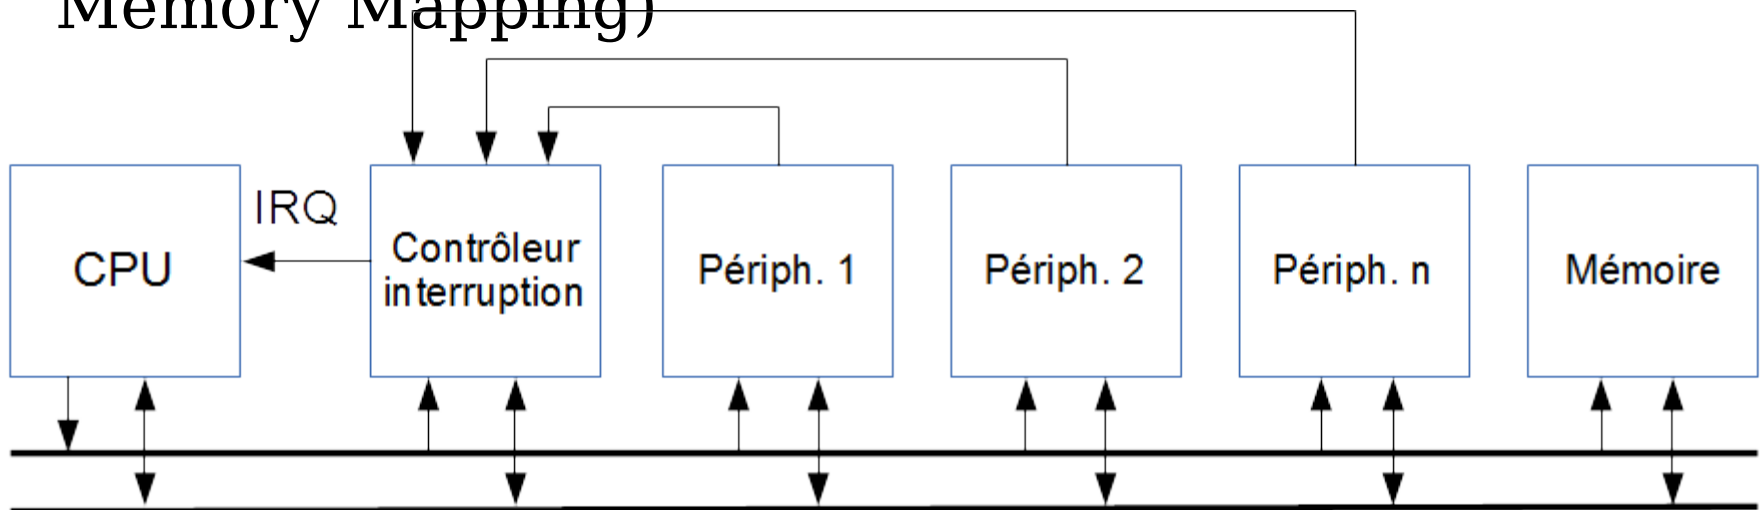 Memory Mapping)
IRQ
CPU
Contrôleur
interruption
Périph. 1
Périph. 2
Périph. n
Mémoire